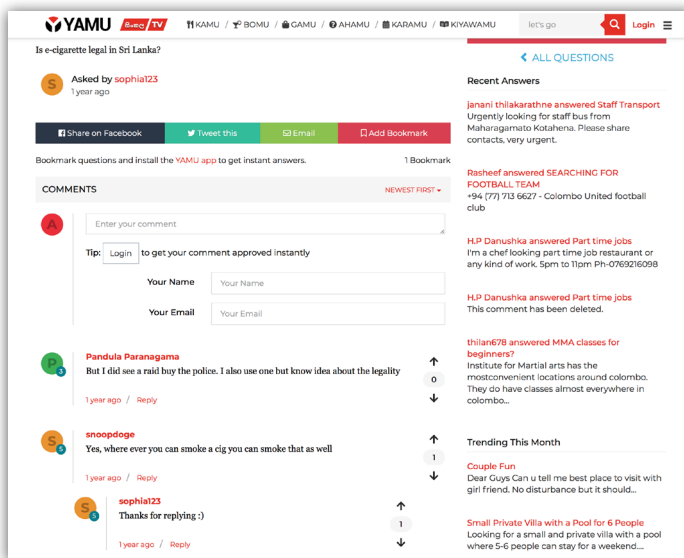 YAMU සිංහල TV KAMU / BOMU / GAMU / AHAMU / KARAMU / KIYAWAMU let's go Login
Is e-cigarette legal in Sri Lanka?
S
Asked by sophia123
1 year ago
Share on Facebook Tweet this Email Add Bookmark
Bookmark questions and install the YAMU app to get instant answers. 1 Bookmark
COMMENTS NEWEST FIRST
A
Enter your comment
Tip: Login to get your comment approved instantly
Your Name Your Name
Your Email Your Email
P 3
Pandula Paranagama
But I did see a raid buy the police. I also use one but know idea about the legality
0
1 year ago / Reply
S 5
snoopdoge
Yes, where ever you can smoke a cig you can smoke that as well
1
1 year ago / Reply
S 5
sophia123
Thanks for replying :)
1
1 year ago / Reply
ALL QUESTIONS
Recent Answers
janani thilakarathne answered Staff Transport
Urgently looking for staff bus from
Maharagamato Kotahena. Please share
contacts, very urgent.
Rasheef answered SEARCHING FOR
FOOTBALL TEAM
+94 (77) 713 6627 - Colombo United football
club
H.P Danushka answered Part time jobs
I'm a chef looking part time job restaurant or
any kind of work. 5pm to 11pm Ph-0769216098
H.P Danushka answered Part time jobs
This comment has been deleted.
thilan678 answered MMA classes for
beginners?
Institute for Martial arts has the
mostconvenient locations around colombo.
They do have classes almost everywhere in
colombo...
Trending This Month
Couple Fun
Dear Guys Can u tell me best place to visit with
girl friend. No disturbance but it should...
Small Private Villa with a Pool for 6 People
Looking for a small and private villa with a pool
where 5-6 people can stay for a weekend....